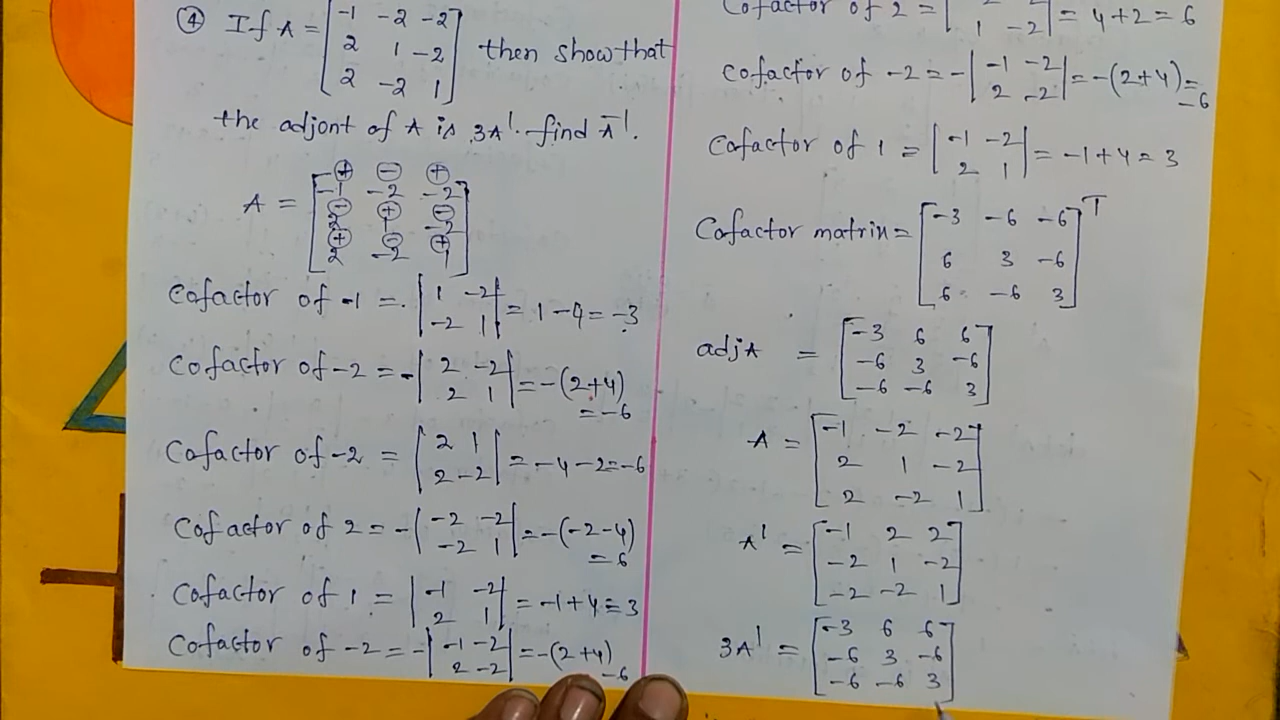 ④ If A = [-1 -2 -2
2 1 -2
2 -2 1] then show that
the adjont of A is 3A'. find A⁻¹.
A = [-1 -2 -2
2 1 -2
2 -2 1]
⊕ ⊖ ⊕
⊖ ⊕ ⊖
⊕ ⊖ ⊕
Cofactor of -1 = |1 -2
-2 1| = 1-4 = -3
Cofactor of -2 = -|2 -2
2 1| = -(2+4)
= -6
Cofactor of -2 = |2 1
2 -2| = -4-2 = -6
Cofactor of 2 = -|-2 -2
-2 1| = -(-2-4)
= 6
Cofactor of 1 = |-1 -2
2 1| = -1+4 = 3
Cofactor of -2 = -|-1 -2
2 -2| = -(2+4)
-6
Cofactor of 2 = |
1 -2| = 4+2 = 6
Cofactor of -2 = -|-1 -2
2 -2| = -(2+4) =
-6
Cofactor of 1 = |-1 -2
2 1| = -1+4 = 3
Cofactor matrix = [-3 -6 -6
6 3 -6
6 -6 3]ᵀ
adjA = [-3 6 6
-6 3 -6
-6 -6 3]
A = [-1 -2 -2
2 1 -2
2 -2 1]
A' = [-1 2 2
-2 1 -2
-2 -2 1]
3A' = [-3 6 6
-6 3 -6
-6 -6 3]